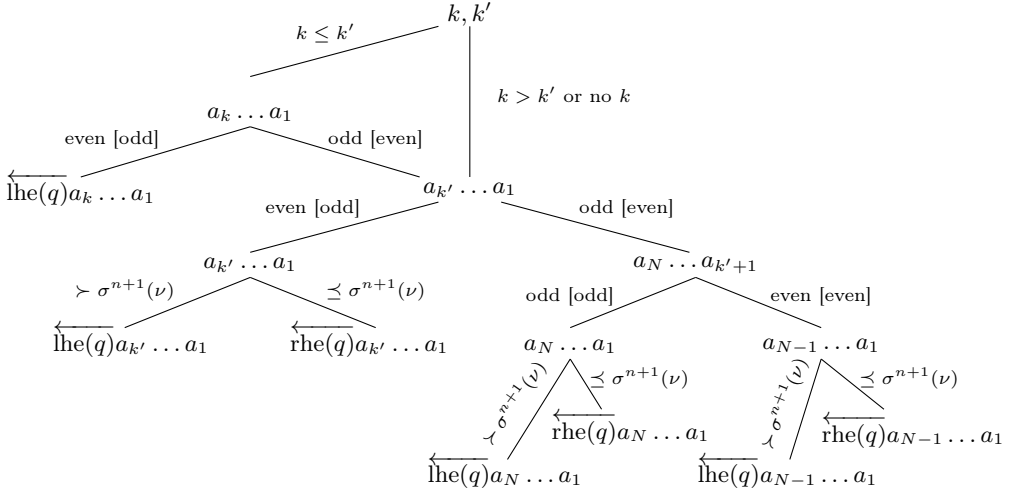 k, k′
k ≤ k′
k > k′ or no k
a_k … a_1
even [odd]
odd [even]
←lhe(q)a_k … a_1
a_{k′} … a_1
even [odd]
odd [even]
a_{k′} … a_1
a_N … a_{k′+1}
≻ σ^{n+1}(ν)
⪯ σ^{n+1}(ν)
odd [odd]
even [even]
←lhe(q)a_{k′} … a_1
←rhe(q)a_{k′} … a_1
a_N … a_1
a_{N−1} … a_1
≻ σ^{n+1}(ν)
⪯ σ^{n+1}(ν)
≻ σ^{n+1}(ν)
⪯ σ^{n+1}(ν)
←rhe(q)a_N … a_1
←rhe(q)a_{N−1} … a_1
←lhe(q)a_N … a_1
←lhe(q)a_{N−1} … a_1